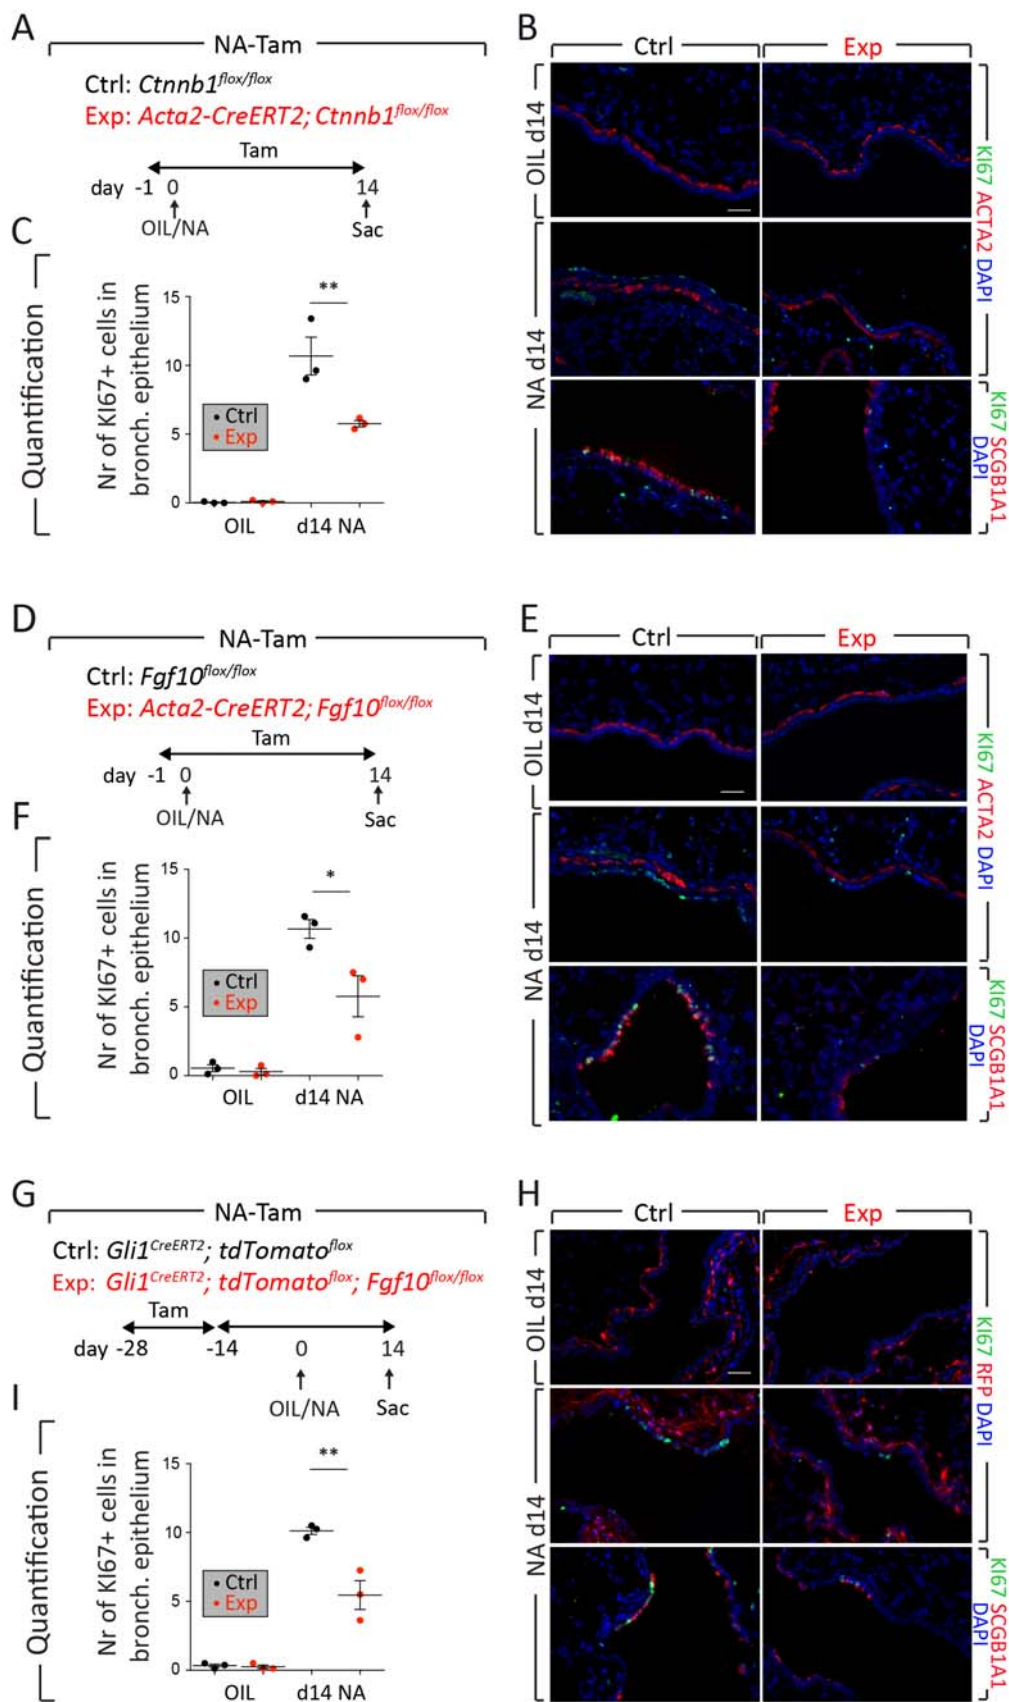 A
NA-Tam
Ctrl: Ctnnb1flox/flox
Exp: Acta2-CreERT2; Ctnnb1flox/flox
Tam
day -1 0 14
OIL/NA Sac
B
Ctrl Exp
OIL d14
NA d14
KI67 ACTA2 DAPI
KI67 SCGB1A1
DAPI
C
Quantification
Nr of KI67+ cells in
bronch. epithelium
15
**
10
Ctrl
Exp
5
0
OIL d14 NA
D
NA-Tam
Ctrl: Fgf10flox/flox
Exp: Acta2-CreERT2; Fgf10flox/flox
Tam
day -1 0 14
OIL/NA Sac
E
Ctrl Exp
OIL d14
NA d14
KI67 ACTA2 DAPI
KI67 SCGB1A1
DAPI
F
Quantification
Nr of KI67+ cells in
bronch. epithelium
15
*
10
Ctrl
Exp
5
0
OIL d14 NA
G
NA-Tam
Ctrl: Gli1CreERT2; tdTomatoflox
Exp: Gli1CreERT2; tdTomatoflox; Fgf10flox/flox
Tam
day -28 -14 0 14
OIL/NA Sac
H
Ctrl Exp
OIL d14
NA d14
KI67 RFP DAPI
KI67 SCGB1A1
DAPI
I
Quantification
Nr of KI67+ cells in
bronch. epithelium
15
**
10
Ctrl
Exp
5
0
OIL d14 NA